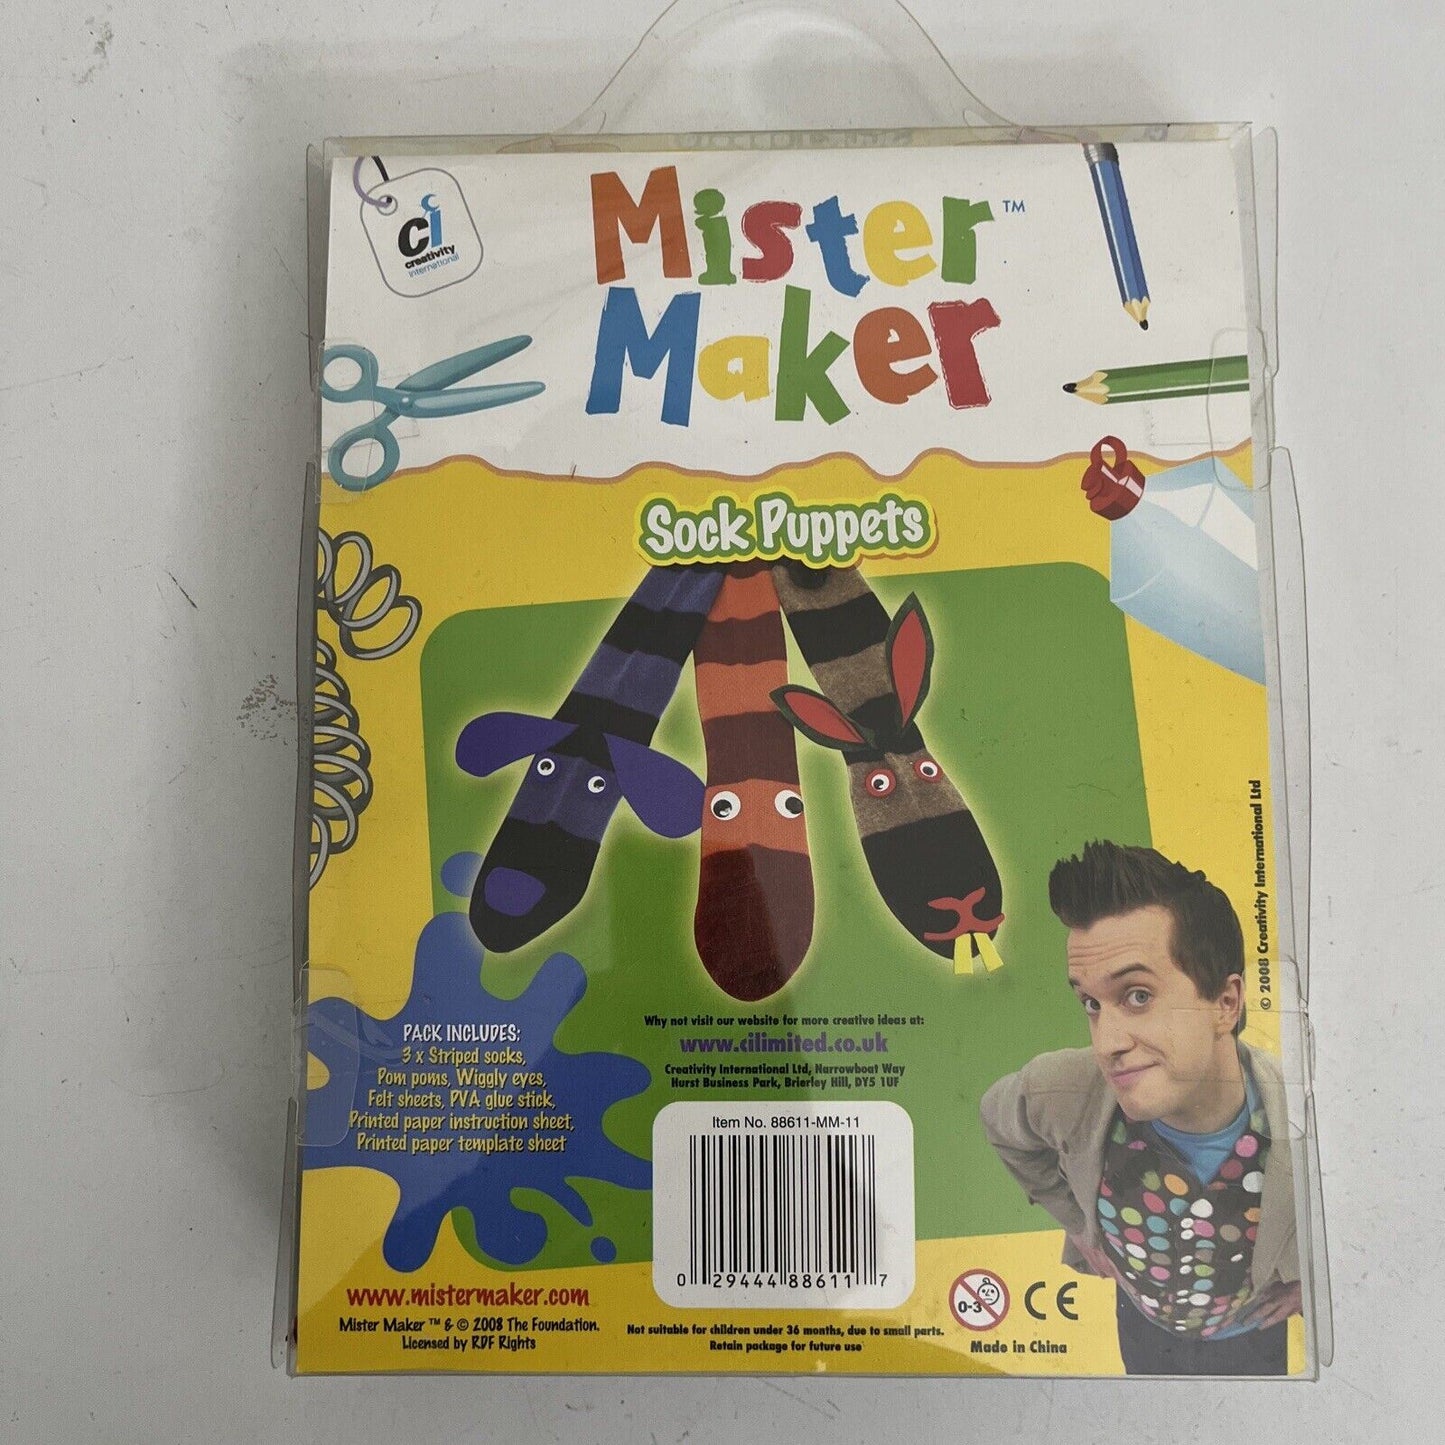 ci
creativity
international
Mister™
Maker
Sock Puppets
© 2008 Creativity International Ltd
PACK INCLUDES:
3 x Striped socks,
Pom poms, Wiggly eyes,
Felt sheets, PVA glue stick,
Printed paper instruction sheet,
Printed paper template sheet
Why not visit our website for more creative ideas at:
www.cilimited.co.uk
Creativity International Ltd, Narrowboat Way
Hurst Business Park, Brierley Hill, DY5 1UF
Item No. 88611-MM-11
0 29444 88611 7
www.mistermaker.com
Mister Maker ™ & © 2008 The Foundation.
Licensed by RDF Rights
Not suitable for children under 36 months, due to small parts.
Retain package for future use
0-3
CE
Made in China